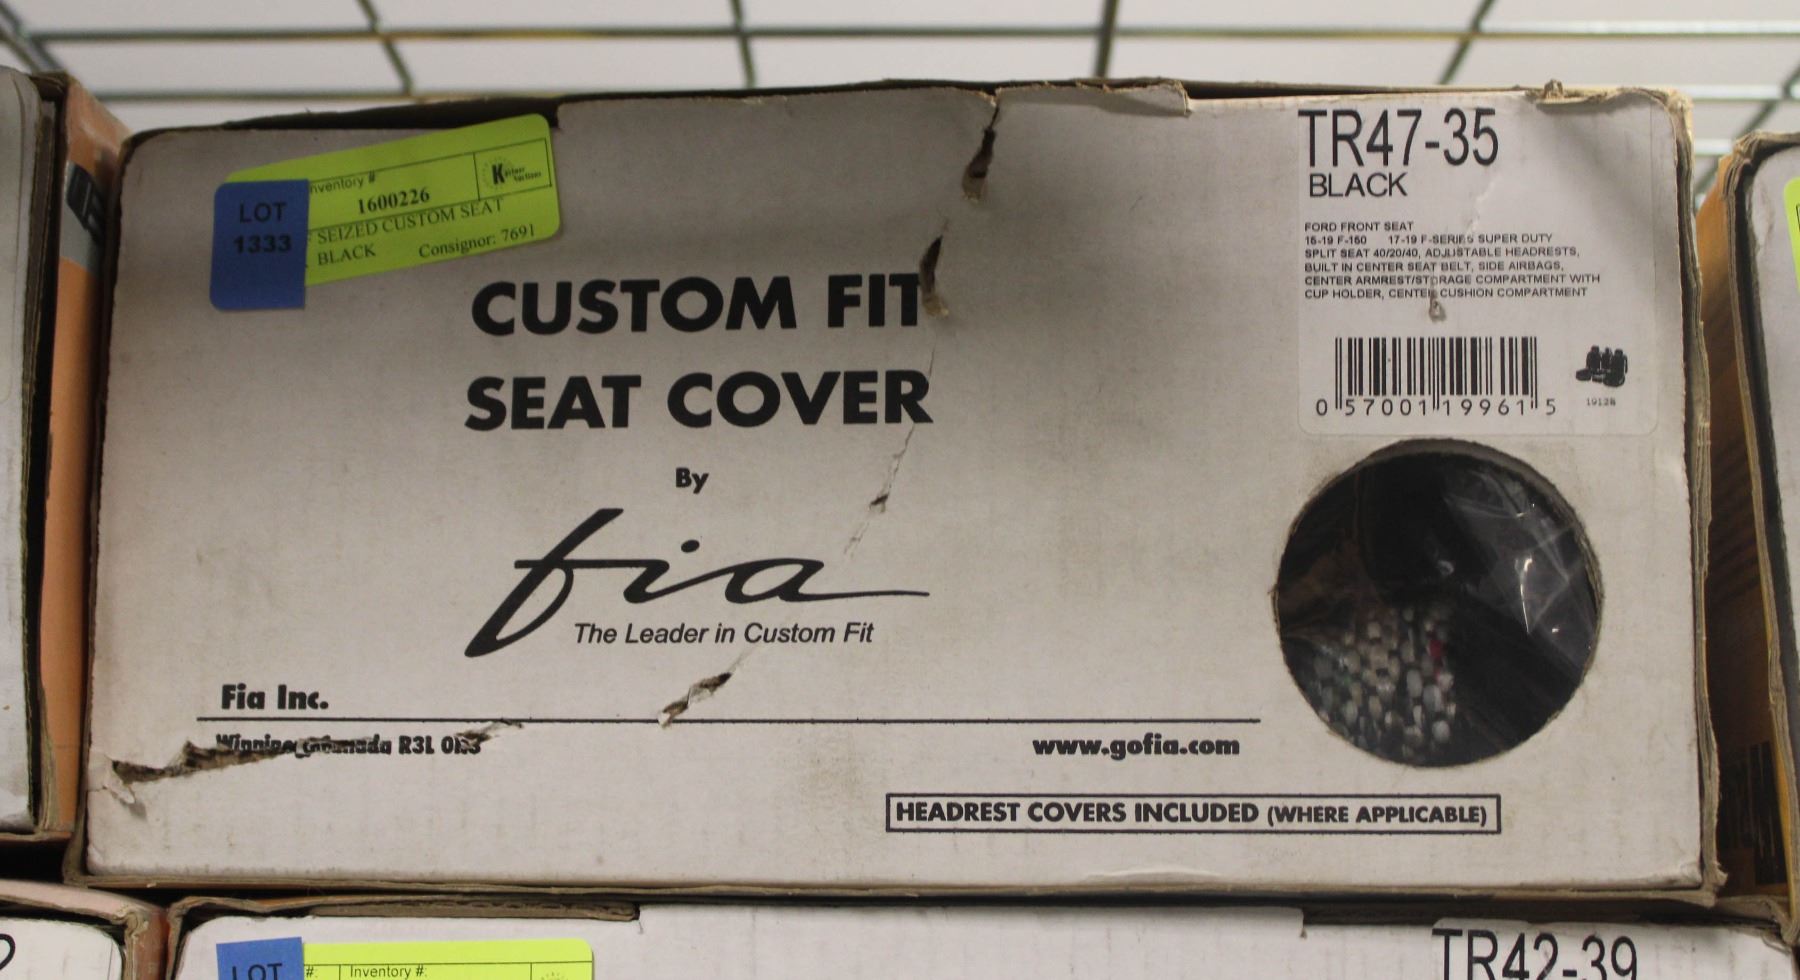 LOT
1333
nventory #
1600226
SEIZED CUSTOM SEAT
BLACK Consignor: 7691
CUSTOM FIT
SEAT COVER
By
fia
The Leader in Custom Fit
Fia Inc.
R3L
www.gofia.com
HEADREST COVERS INCLUDED (WHERE APPLICABLE)
TR47-35
BLACK
FORD FRONT SEAT
15-19 F-150 17-19 F-SERIES SUPER DUTY
SPLIT SEAT 40/20/40, ADJUSTABLE HEADRESTS,
BUILT IN CENTER SEAT BELT, SIDE AIRBAGS,
CENTER ARMREST/STORAGE COMPARTMENT WITH
CUP HOLDER, CENTER CUSHION COMPARTMENT
0 57001 19961 5
19128
LOT
#: Inventory #:
TR42-39